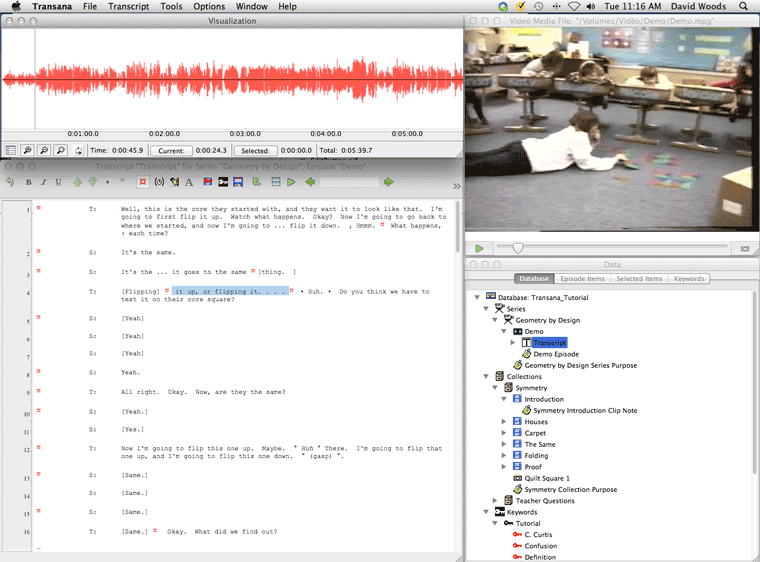 Transana File Transcript Tools Options Window Help Tue 11:16 AM David Woods
Visualization
0:01:00.0 0:02:00.0 0:03:00.0 0:04:00.0 0:05:00.0
Time: 0:00:45.9 Current: 0:00:24.3 Selected: 0:00:00.0 Total: 0:05:39.7
Transcript "Transcript" for Series "Geometry by Design", Episode "Demo"
B I U
A
»
1 T: Well, this is the core they started with, and they want it to look like that. I'm
going to first flip it up. Watch what happens. Okay? Now I'm going to go back to
where we started, and now I'm going to ... flip it down. ↓ Hmmm. ¤ What happens,
↑ each time?
2 ¤ S: It's the same.
3 ¤ S: It's the ... it goes to the same ¤ [thing. ]
4 T: [Flipping] ¤ it up, or flipping it. . . . ¤ • Huh. • Do you think we have to
test it on their core square?
5 ¤ S: [Yeah]
6 S: [Yeah]
7 S: [Yeah]
8 ¤ S: Yeah.
9 T: All right. Okay. Now, are they the same?
10 ¤ S: [Yeah.]
11 S: [Yes.]
12 ¤ T: Now I'm going to flip this one up. Maybe. ° Huh ° There. I'm going to flip that
one up, and I'm going to flip this one down. ° (gasp) °.
13 ¤ S: [Same.]
14 S: [Same.]
15 ¤ S: [Same.]
16 T: [Same.] ¤ Okay. What did we find out?
Video Media File: "/Volumes/Video/Demo/Demo.mpg"
Data
Database Episode Items Selected Items Keywords
Database: Transana_Tutorial
Series
Geometry by Design
Demo
Transcript
Demo Episode
Geometry by Design Series Purpose
Collections
Symmetry
Introduction
Symmetry Introduction Clip Note
Houses
Carpet
The Same
Folding
Proof
Quilt Square 1
Symmetry Collection Purpose
Teacher Questions
Keywords
Tutorial
C. Curtis
Confusion
Definition